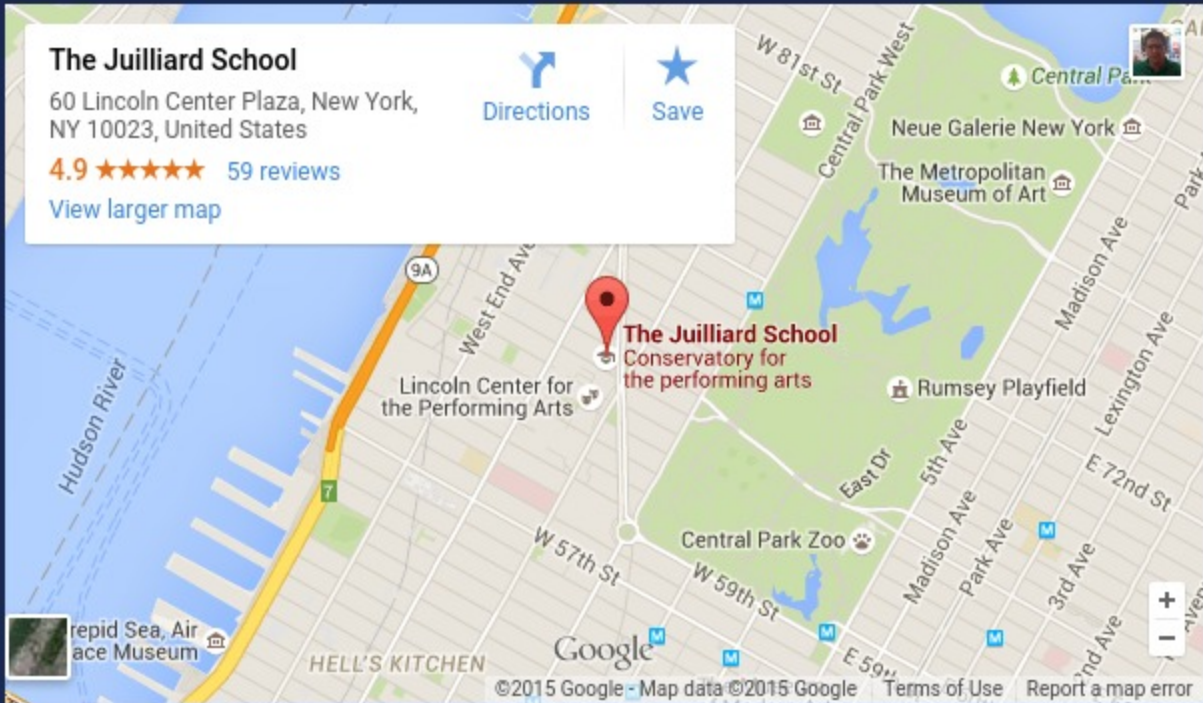 The Juilliard School
60 Lincoln Center Plaza, New York,
NY 10023, United States
4.9 ★★★★★ 59 reviews
View larger map
Directions
Save
W 81st St
Central Park West
Central Park
Neue Galerie New York
The Metropolitan
Museum of Art
Park
Madison Ave
9A
West End Ave
M
The Juilliard School
Conservatory for
the performing arts
Lincoln Center for
the Performing Arts
Rumsey Playfield
Lexington Ave
Hudson River
5th Ave
East Dr
E 72nd St
7
Central Park Zoo
M
W 57th St
W 59th St
Madison Ave
Park Ave
3rd Ave
+
-
repid Sea, Air
ace Museum
HELL'S KITCHEN
Google
M
M
M
M
E 59th
2nd Ave
©2015 Google - Map data ©2015 Google
Terms of Use
Report a map error